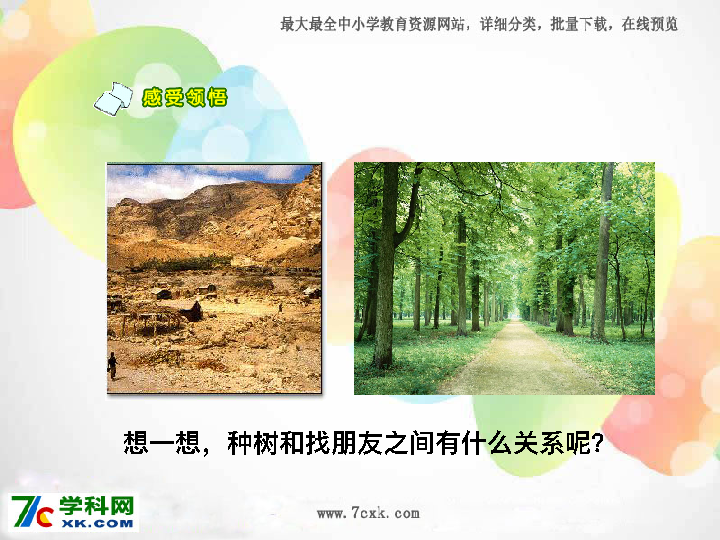 最大最全中小学教育资源网站，详细分类，批量下载，在线预览
感受领悟
想一想，种树和找朋友之间有什么关系呢?
7c学科网
XK.COM
www.7cxk.com